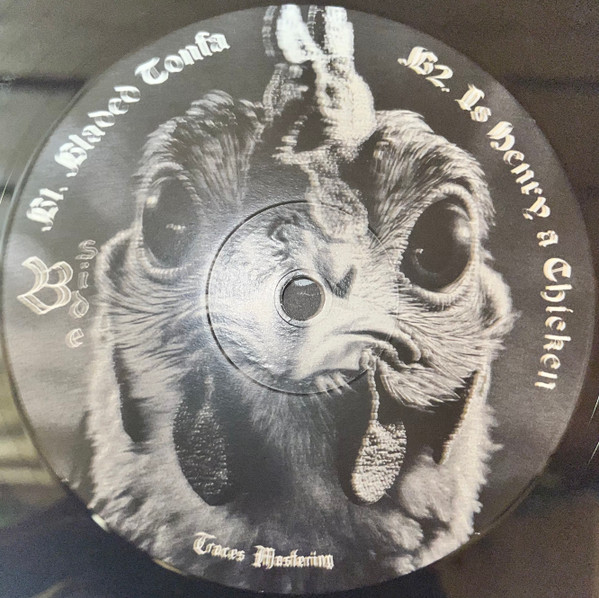 B1. Bladed Tonfa
B2. Is Henry a Chicken
B
Side
Traces Mastering